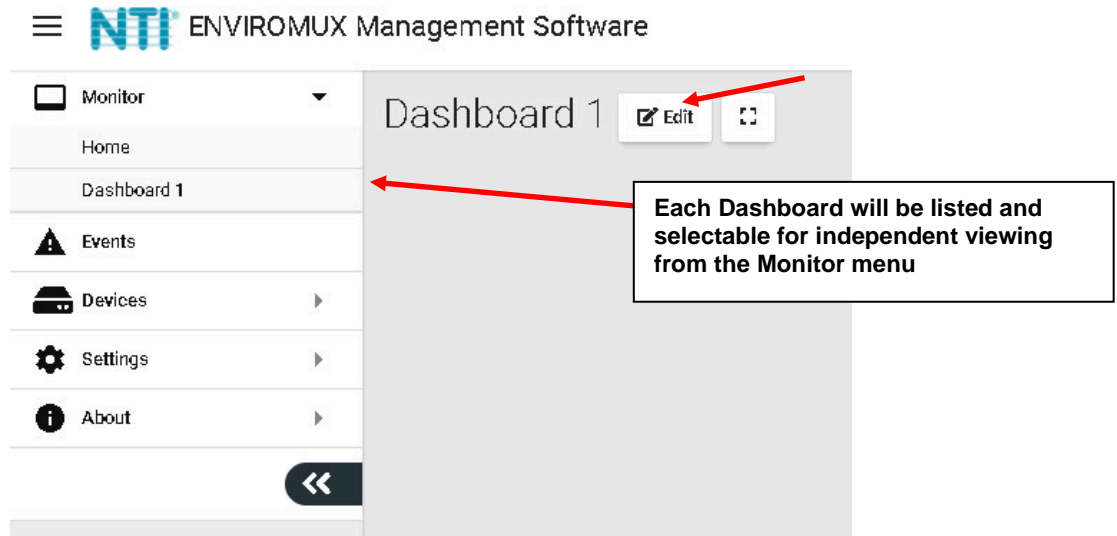 NTI ENVIROMUX Management Software
Monitor
Home
Dashboard 1
Events
Devices
Settings
About
Dashboard 1 Edit
Each Dashboard will be listed and
selectable for independent viewing
from the Monitor menu